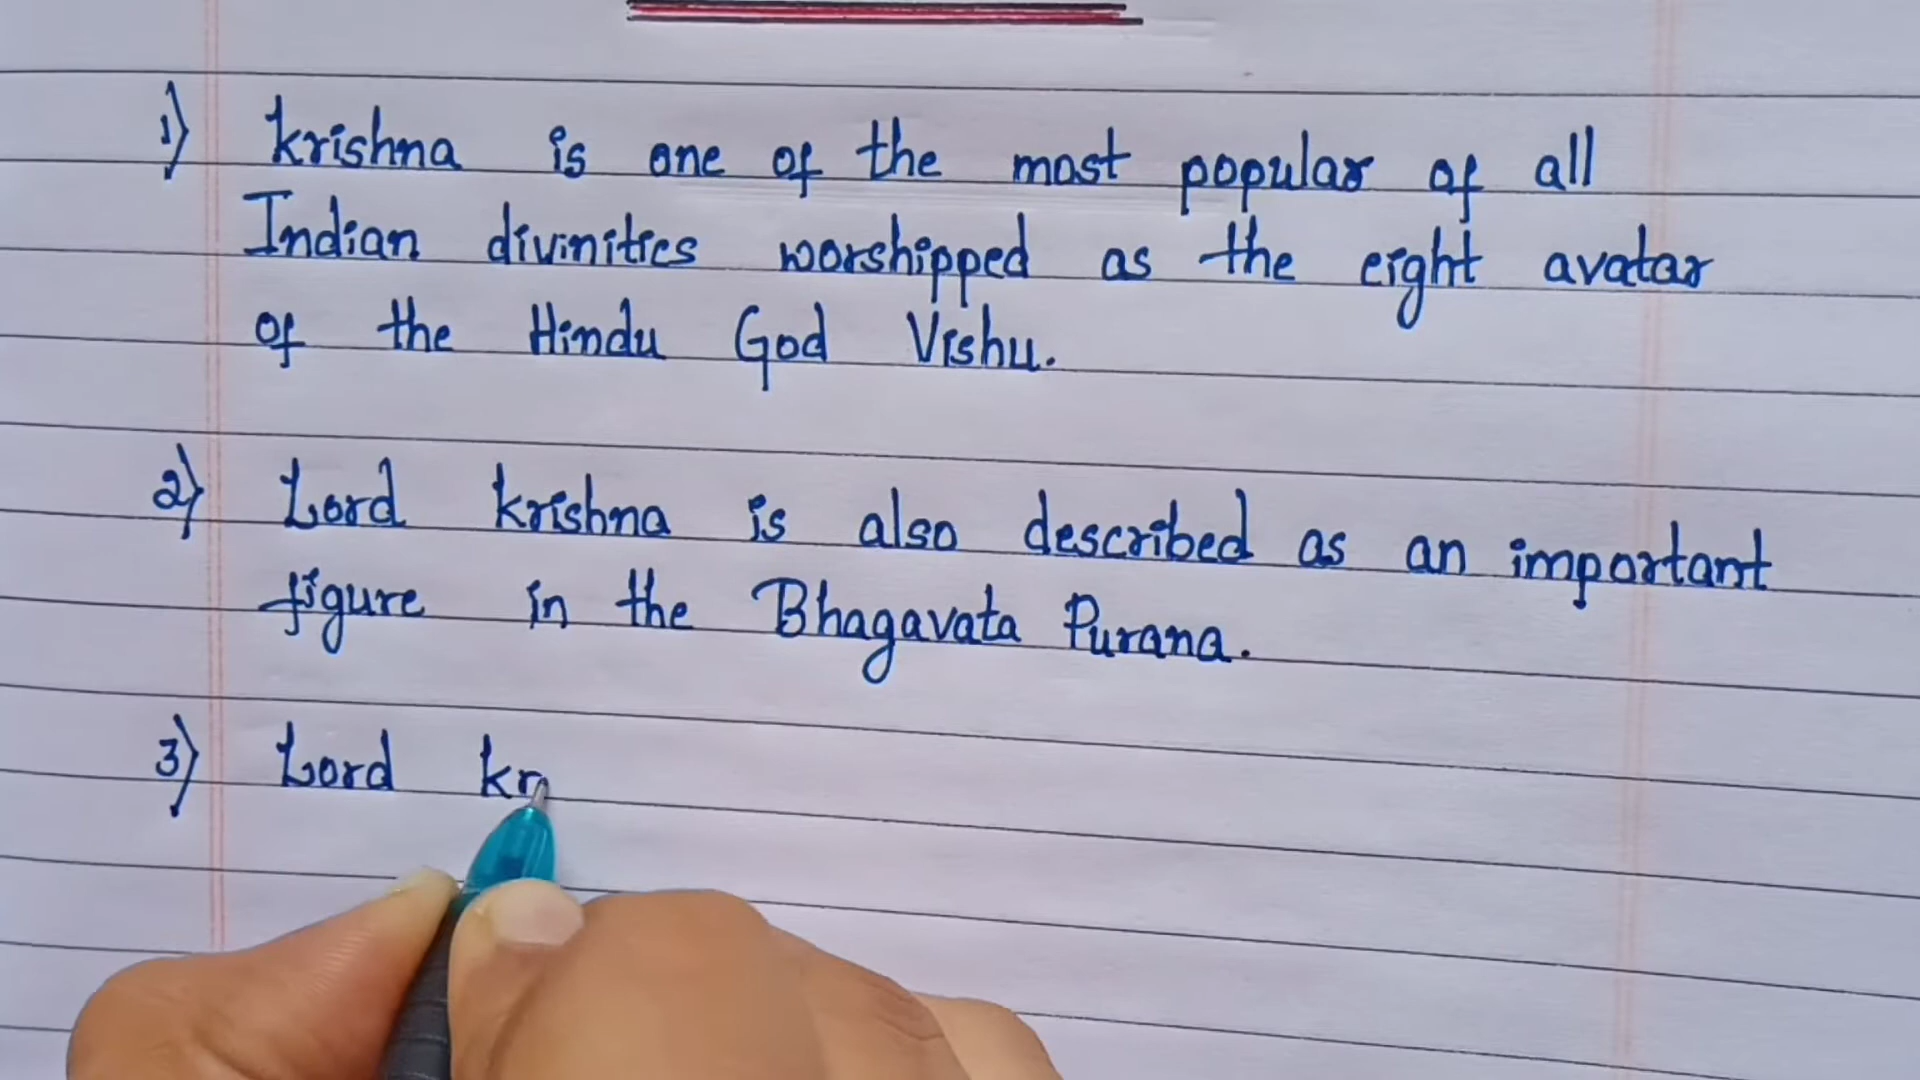 1) krishna is one of the most popular of all
Indian divinities worshipped as the eight avatar
of the Hindu God Vishu.
2) Lord krishna is also described as an important
figure in the Bhagavata Purana.
3) Lord kr